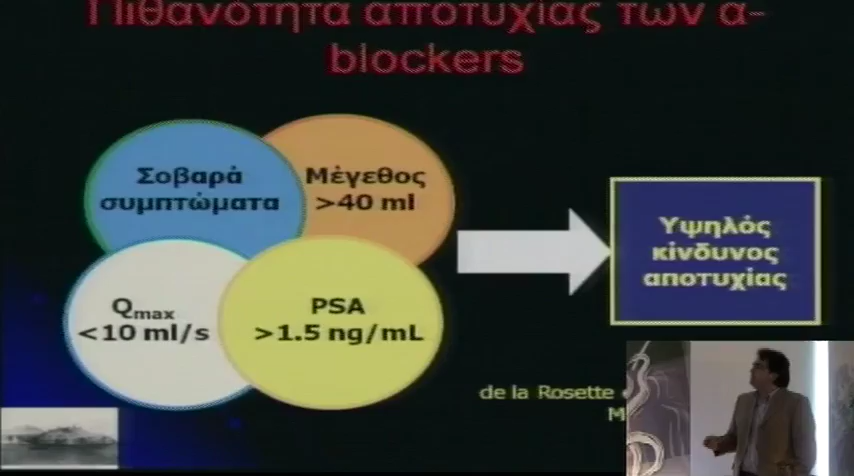 Πιθανότητα αποτυχίας των α-
blockers
Σοβαρά
συμπτώματα
Μέγεθος
>40 ml
Qmax
<10 ml/s
PSA
>1.5 ng/mL
Υψηλός
κίνδυνος
αποτυχίας
de la Rosette